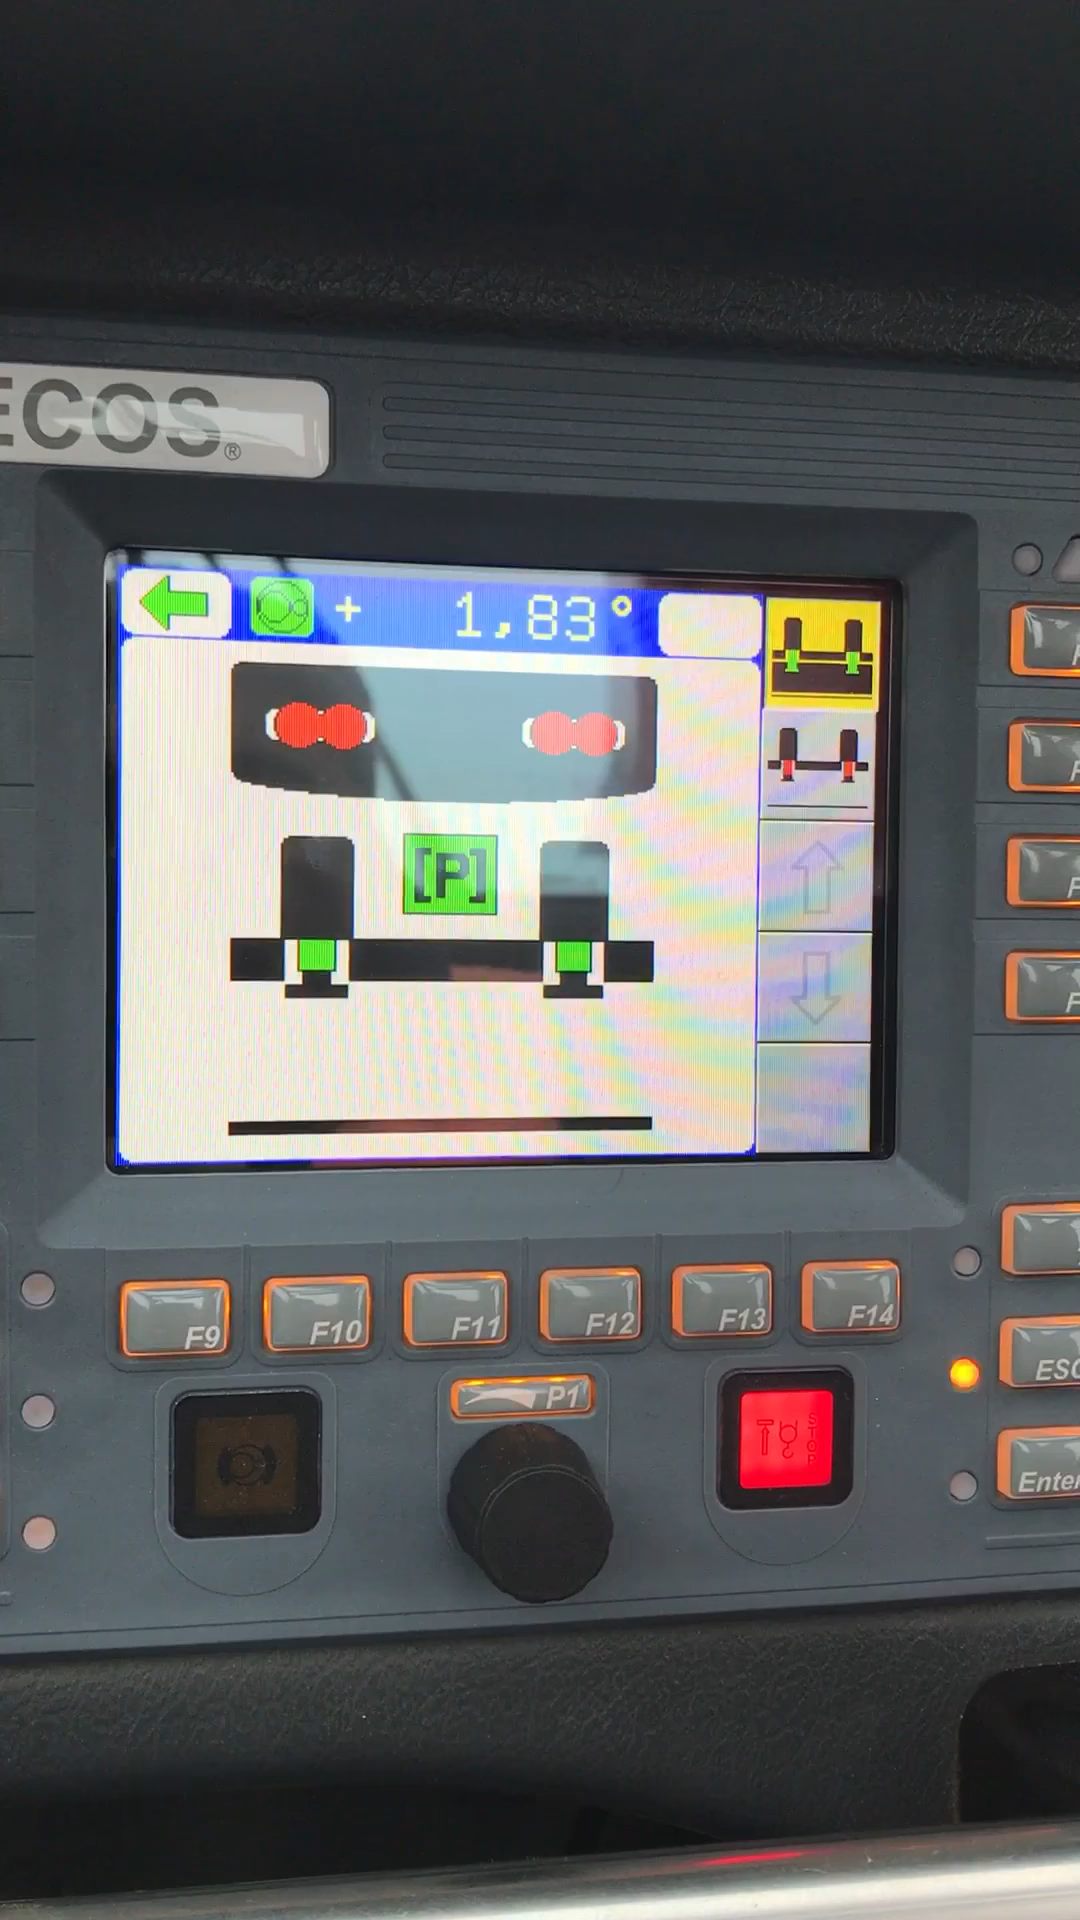 ECOS®
+ 1,83°
[P]
F9 F10 F11 F12 F13 F14
P1
STOP
ESC
Enter